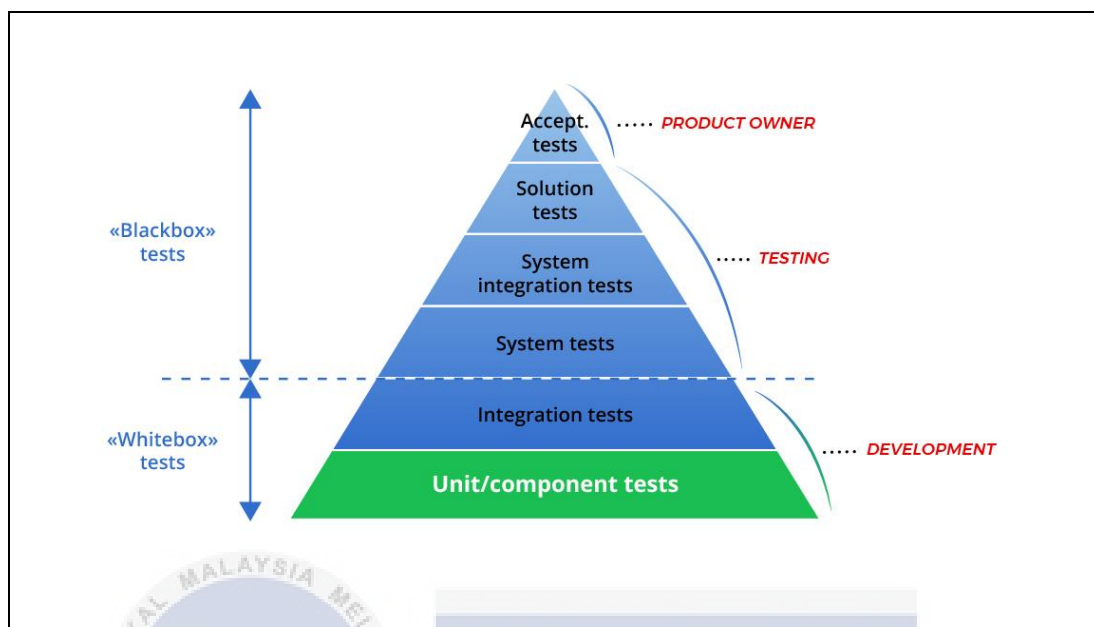 Accept.
tests
..... PRODUCT OWNER
Solution
tests
«Blackbox»
tests
System
integration tests
..... TESTING
System tests
Integration tests
«Whitebox»
tests
..... DEVELOPMENT
Unit/component tests
MALAYSIA